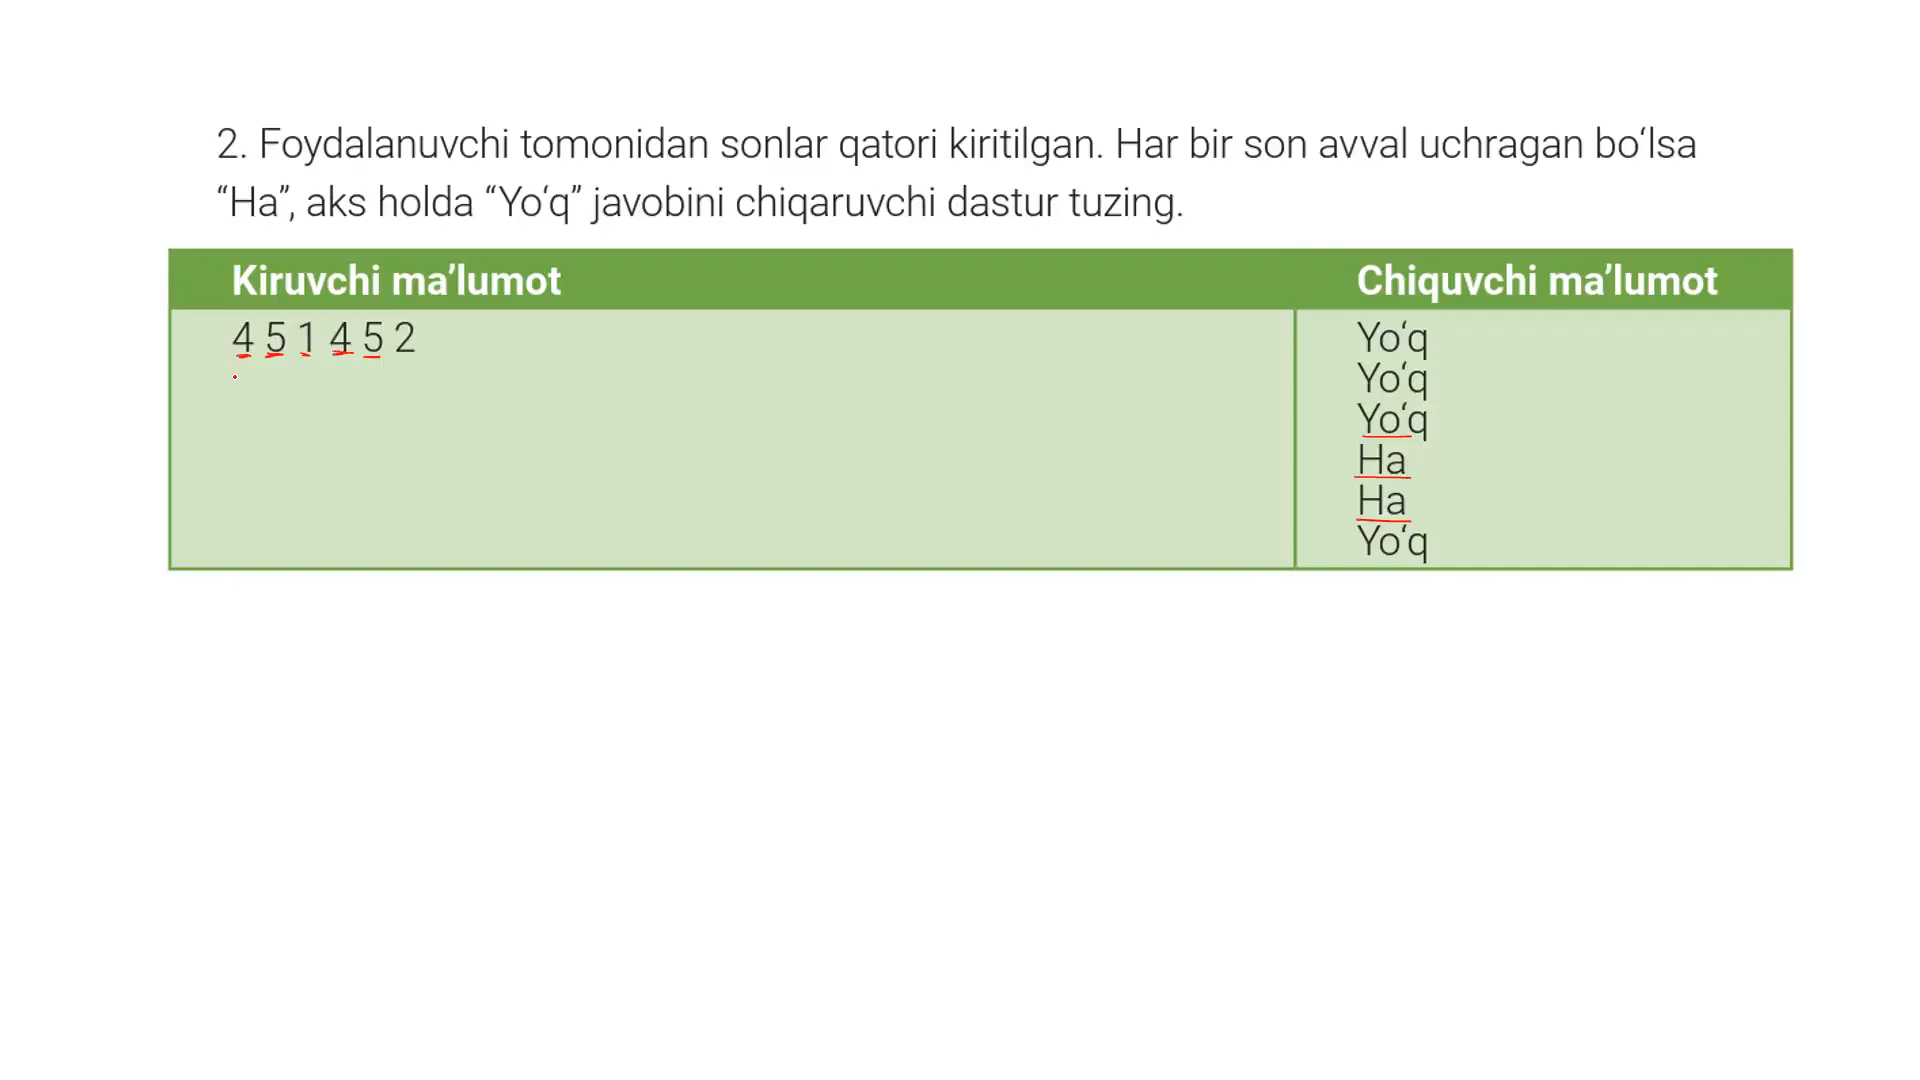 2. Foydalanuvchi tomonidan sonlar qatori kiritilgan. Har bir son avval uchragan bo‘lsa
“Ha”, aks holda “Yo‘q” javobini chiqaruvchi dastur tuzing.
Kiruvchi ma’lumot
Chiquvchi ma’lumot
4 5 1 4 5 2
Yo‘q
Yo‘q
Yo‘q
Ha
Ha
Yo‘q